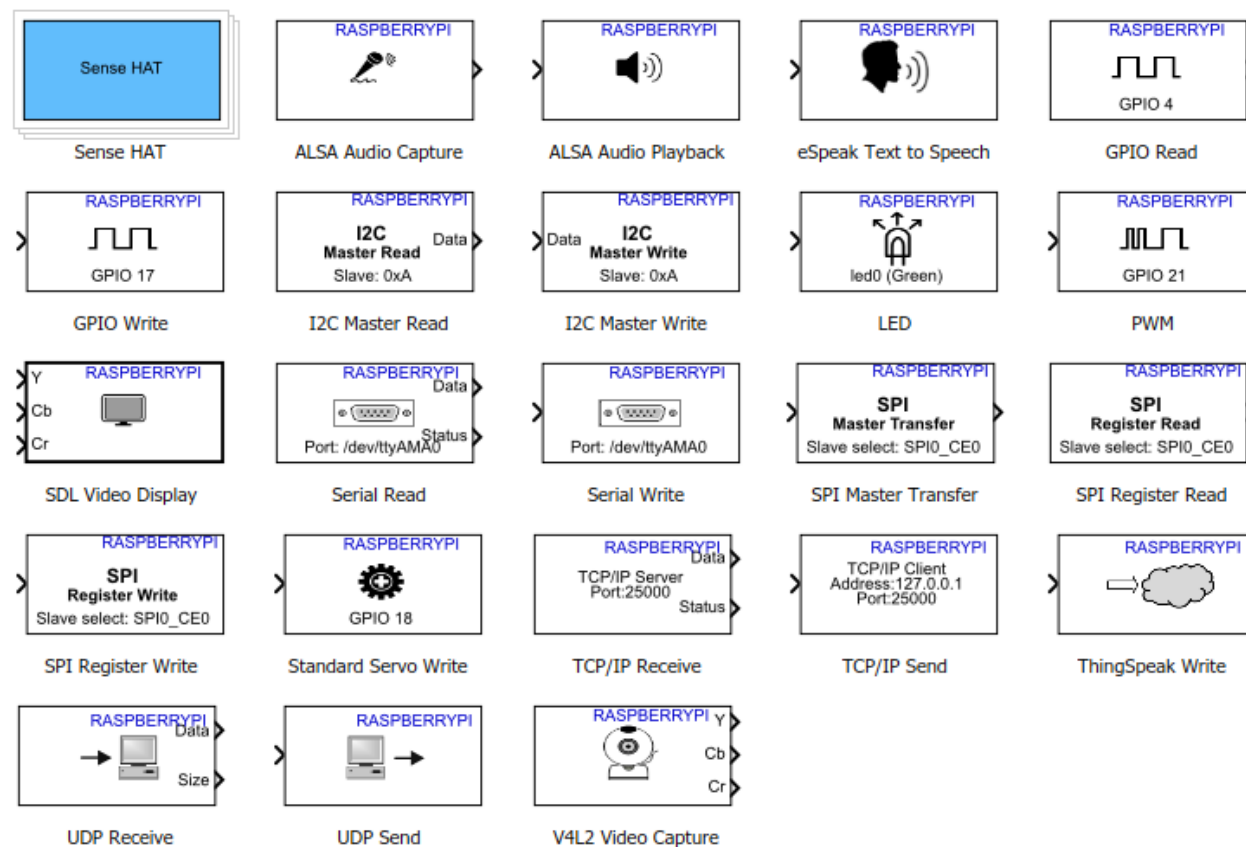 Sense HAT
Sense HAT
RASPBERRYPI
ALSA Audio Capture
RASPBERRYPI
ALSA Audio Playback
RASPBERRYPI
eSpeak Text to Speech
RASPBERRYPI
GPIO 4
GPIO Read
RASPBERRYPI
GPIO 17
GPIO Write
RASPBERRYPI
I2C
Master Read
Data
Slave: 0xA
I2C Master Read
RASPBERRYPI
Data
I2C
Master Write
Slave: 0xA
I2C Master Write
RASPBERRYPI
led0 (Green)
LED
RASPBERRYPI
GPIO 21
PWM
RASPBERRYPI
Y
Cb
Cr
SDL Video Display
RASPBERRYPI
Data
Status
Port: /dev/ttyAMA0
Serial Read
RASPBERRYPI
Port: /dev/ttyAMA0
Serial Write
RASPBERRYPI
SPI
Master Transfer
Slave select: SPI0_CE0
SPI Master Transfer
RASPBERRYPI
SPI
Register Read
Slave select: SPI0_CE0
SPI Register Read
RASPBERRYPI
SPI
Register Write
Slave select: SPI0_CE0
SPI Register Write
RASPBERRYPI
GPIO 18
Standard Servo Write
RASPBERRYPI
Data
TCP/IP Server
Port:25000
Status
TCP/IP Receive
RASPBERRYPI
TCP/IP Client
Address:127.0.0.1
Port:25000
TCP/IP Send
RASPBERRYPI
ThingSpeak Write
RASPBERRYPI
Data
Size
UDP Receive
RASPBERRYPI
UDP Send
RASPBERRYPI
Y
Cb
Cr
V4L2 Video Capture